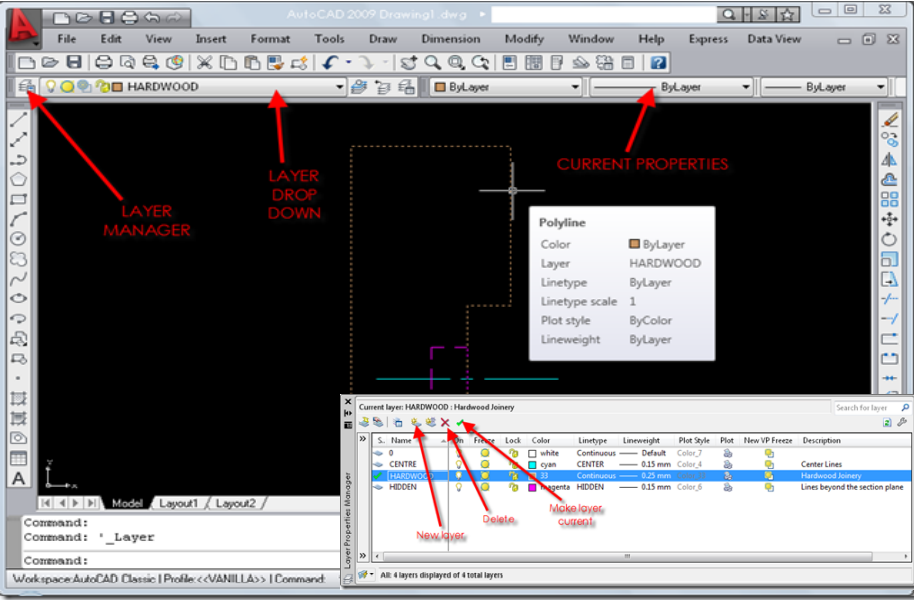 AutoCAD 2009 Drawing1.dwg
File Edit View Insert Format Tools Draw Dimension Modify Window Help Express Data View
HARDWOOD ByLayer ByLayer ByLayer
LAYER MANAGER
LAYER DROP DOWN
CURRENT PROPERTIES
Polyline
Color ByLayer
Layer HARDWOOD
Linetype ByLayer
Linetype scale 1
Plot style ByColor
Lineweight ByLayer
Y
X
Model Layout1 Layout2
Command:
Command: '_Layer
Command:
Workspace:AutoCAD Classic | Profile:<<VANILLA>> | Command:
Current layer: HARDWOOD : Hardwood Joinery
Search for layer
S.. Name On Freeze Lock Color Linetype Lineweight Plot Style Plot New VP Freeze Description
0 white Continuous Default Color_7
CENTRE cyan CENTER 0.15 mm Color_4 Center Lines
HARDWOOD 33 Continuous 0.25 mm Hardwood Joinery
HIDDEN magenta HIDDEN 0.15 mm Color_6 Lines beyond the section plane
New layer
Delete
Make layer current
Layer Properties Manager
All: 4 layers displayed of 4 total layers